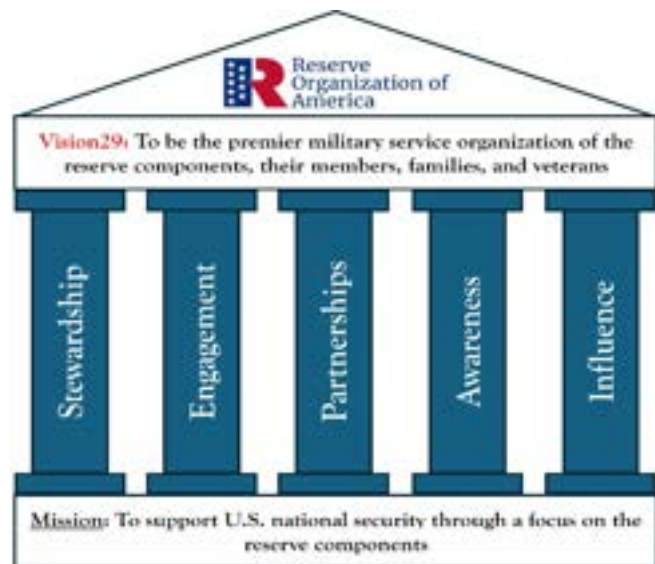 Reserve
Organization of
America
Vision29: To be the premier military service organization of the
reserve components, their members, families, and veterans
Stewardship
Engagement
Partnerships
Awareness
Influence
Mission: To support U.S. national security through a focus on the
reserve components